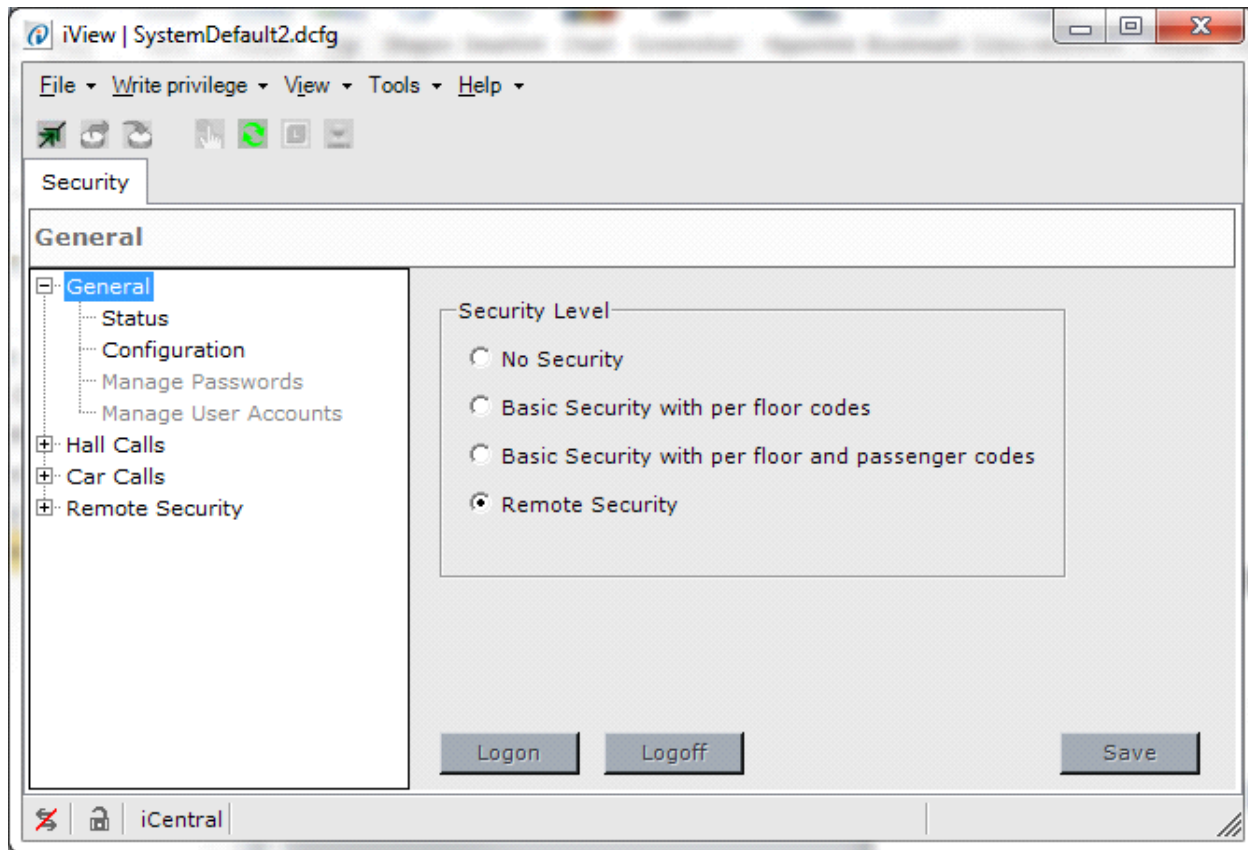 iView | SystemDefault2.dcfg
File Write privilege View Tools Help
Security
General
General
Status
Configuration
Manage Passwords
Manage User Accounts
Hall Calls
Car Calls
Remote Security
Security Level
No Security
Basic Security with per floor codes
Basic Security with per floor and passenger codes
Remote Security
Logon Logoff Save
iCentral